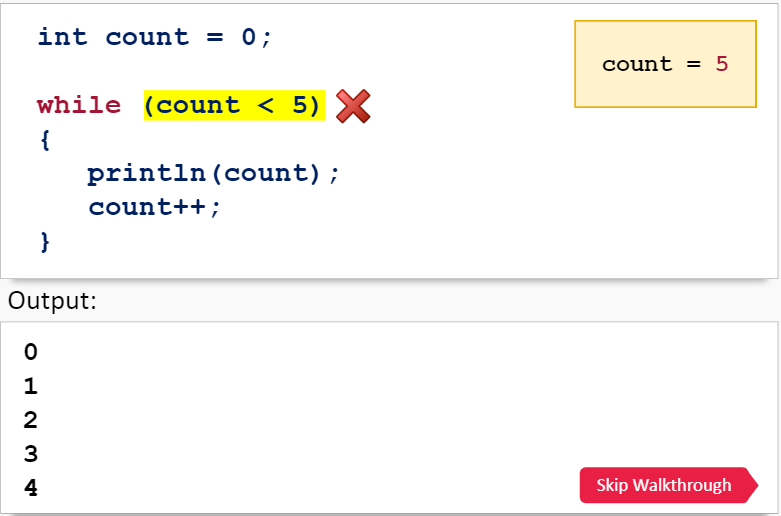 int count = 0;
count = 5
while (count < 5)
{
println(count);
count++;
}
Output:
0
1
2
3
4
Skip Walkthrough